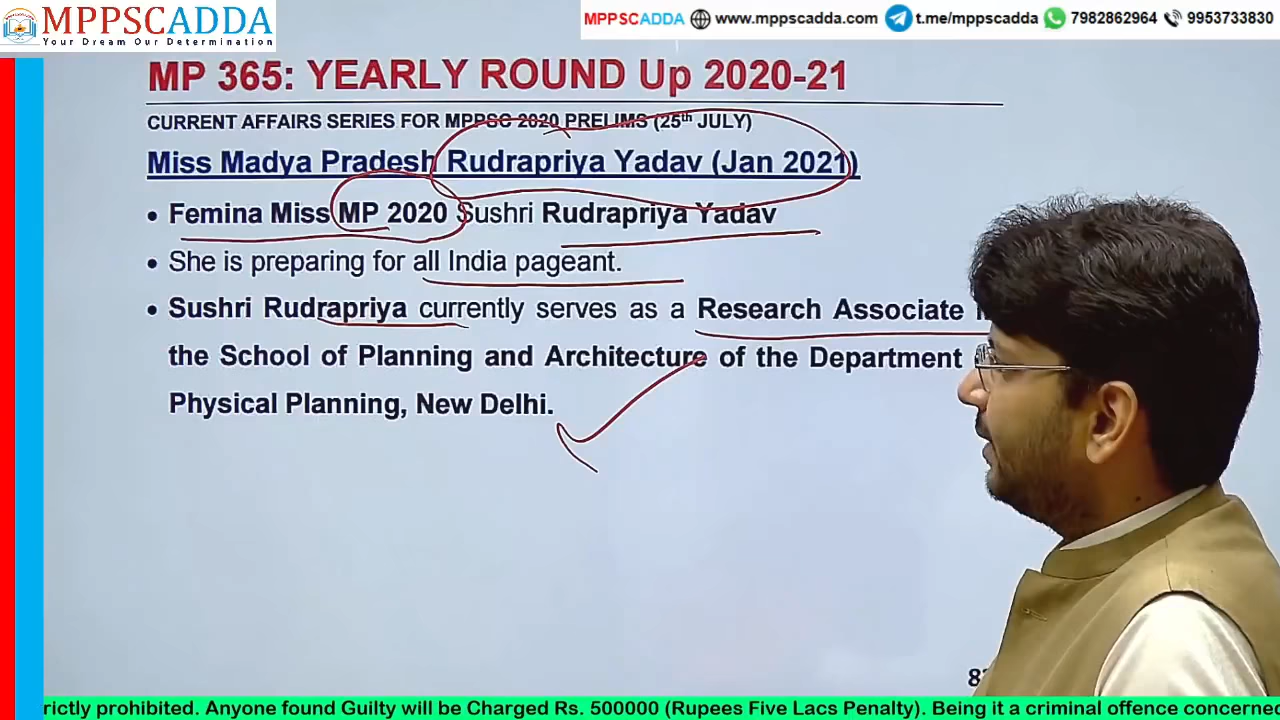 MPPSCADDA
Your Dream Our Determination
MPPSCADDA www.mppscadda.com t.me/mppscadda 7982862964 9953733830
MP 365: YEARLY ROUND Up 2020-21
CURRENT AFFAIRS SERIES FOR MPPSC 2020 PRELIMS (25th JULY)
Miss Madya Pradesh Rudrapriya Yadav (Jan 2021)
• Femina Miss MP 2020 Sushri Rudrapriya Yadav
• She is preparing for all India pageant.
• Sushri Rudrapriya currently serves as a Research Associate
the School of Planning and Architecture of the Department
Physical Planning, New Delhi.
prohibited. Anyone found Guilty will be Charged Rs. 500000 (Rupees Five Lacs Penalty). Being it a criminal offence concerned